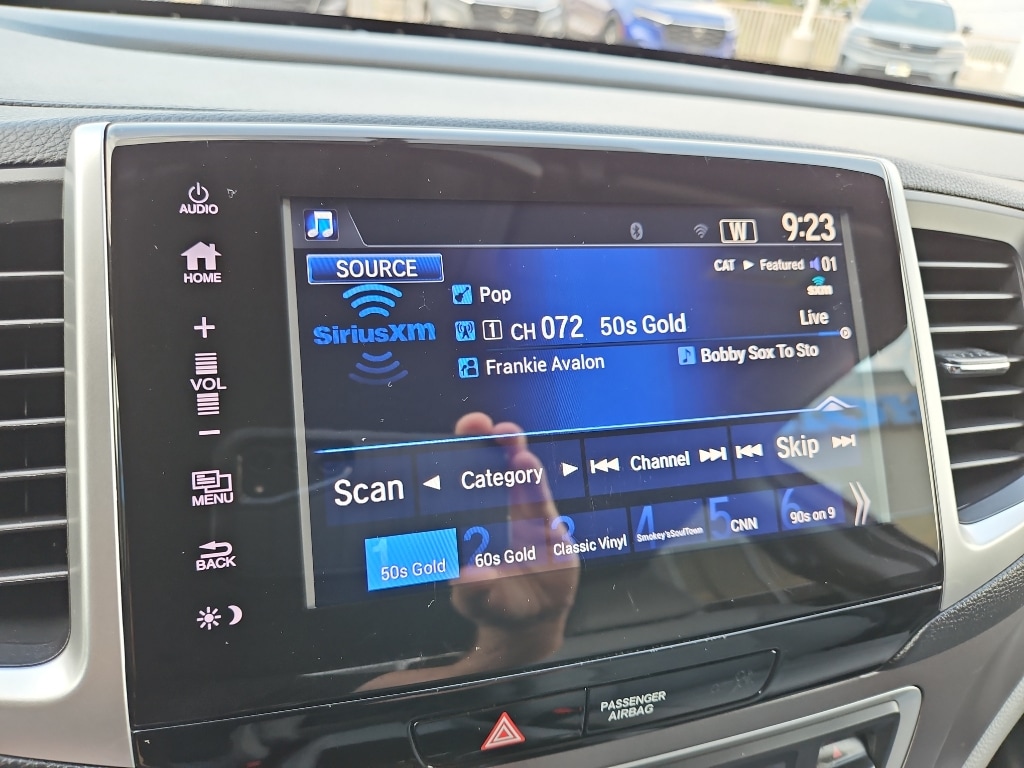 AUDIO
HOME
+
VOL
−
MENU
BACK
W 9:23
SOURCE
CAT ▶ Featured 01
SXM
SiriusXM
Pop
1 CH 072 50s Gold
Live
Frankie Avalon
Bobby Sox To Sto
Scan
Category
Channel
Skip
1 50s Gold
2 60s Gold
3 Classic Vinyl
4 Smokey'sSoulTown
5 CNN
6 90s on 9
PASSENGER
AIRBAG